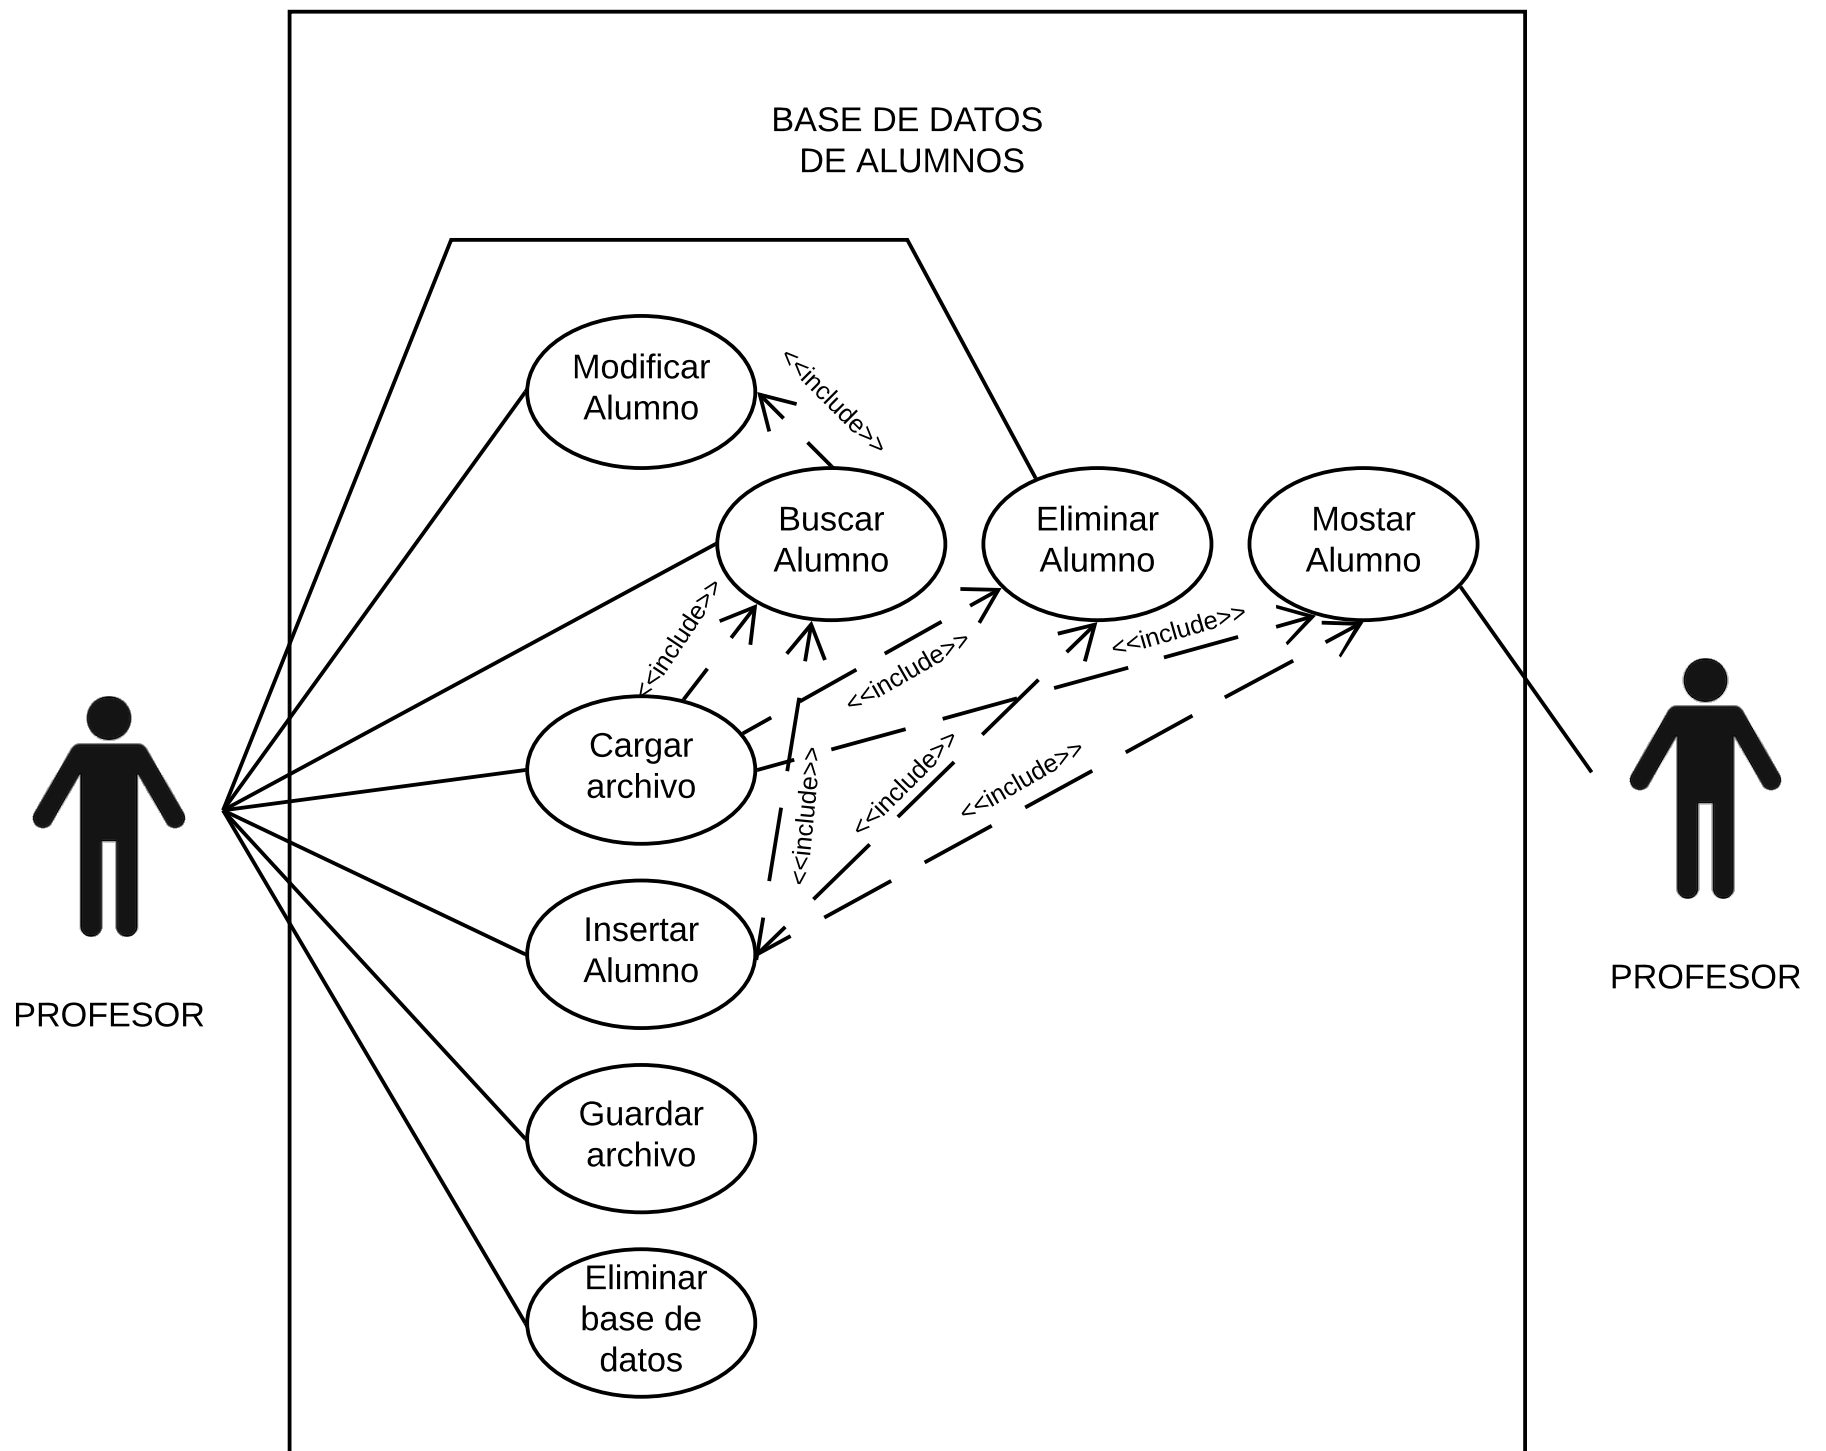 BASE DE DATOS
DE ALUMNOS
Modificar
Alumno
<<include>>
Buscar
Alumno
Eliminar
Alumno
Mostar
Alumno
<<include>>
<<include>>
<<include>>
Cargar
archivo
<<include>>
<<include>>
<<include>>
Insertar
Alumno
PROFESOR
PROFESOR
Guardar
archivo
Eliminar
base de
datos